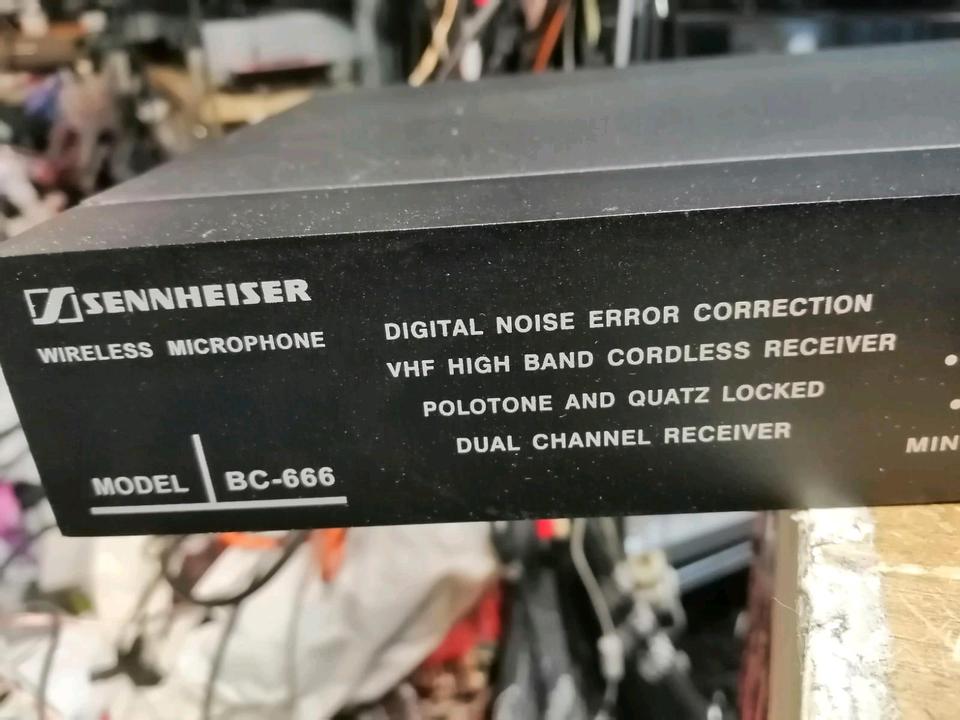 SENNHEISER
WIRELESS MICROPHONE
MODEL BC-666
DIGITAL NOISE ERROR CORRECTION
VHF HIGH BAND CORDLESS RECEIVER
POLOTONE AND QUATZ LOCKED
DUAL CHANNEL RECEIVER
MIN